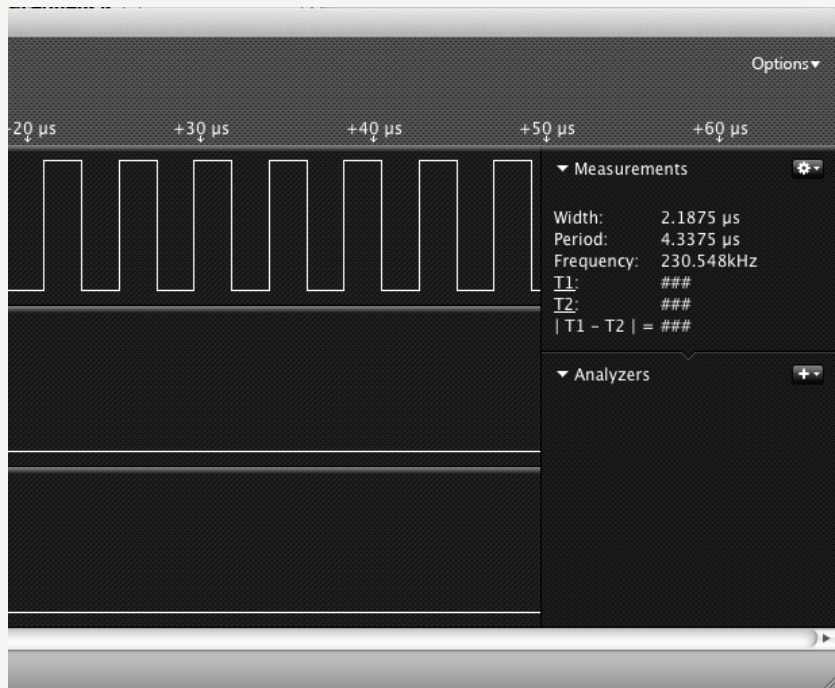 Options
+20 µs +30 µs +40 µs +50 µs +60 µs
Measurements
Width: 2.1875 µs
Period: 4.3375 µs
Frequency: 230.548kHz
T1: ###
T2: ###
| T1 – T2 | = ###
Analyzers